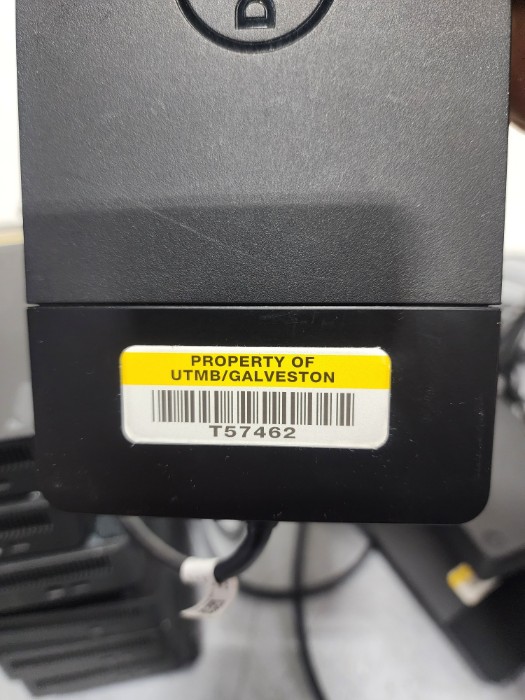 D
PROPERTY OF
UTMB/GALVESTON
T57462